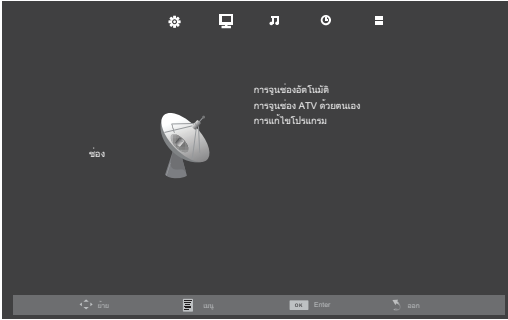 การจูนช่องอัตโนมัติ
การจูนช่อง ATV ด้วยตนเอง
การแก้ไขโปรแกรม
ช่อง
ย้าย
เมนู
OK
Enter
ออก